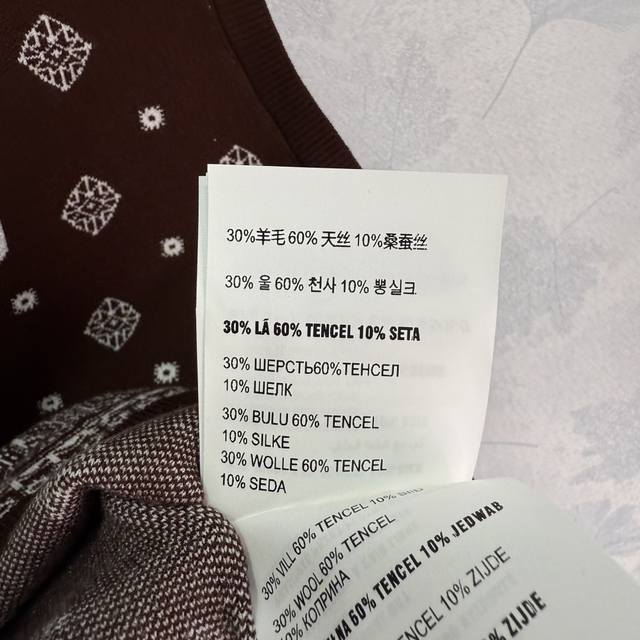 30%羊毛 60% 天丝 10%桑蚕丝
30% 울 60% 천사 10% 뽕실크
30% LÃ 60% TENCEL 10% SETA
30% ШЕРСТЬ60%ТЕНСЕЛ
10% ШЕЛК
30% BULU 60% TENCEL
10% SILKE
30% WOLLE 60% TENCEL
10% SEDA
30% VILL 60% TENCEL 10%
30% WOOL 60% TENCEL
10% КОПРИНА
60% TENCEL 10% JEDWAB
TENCEL 10% ZIJDE
% ZIJDE